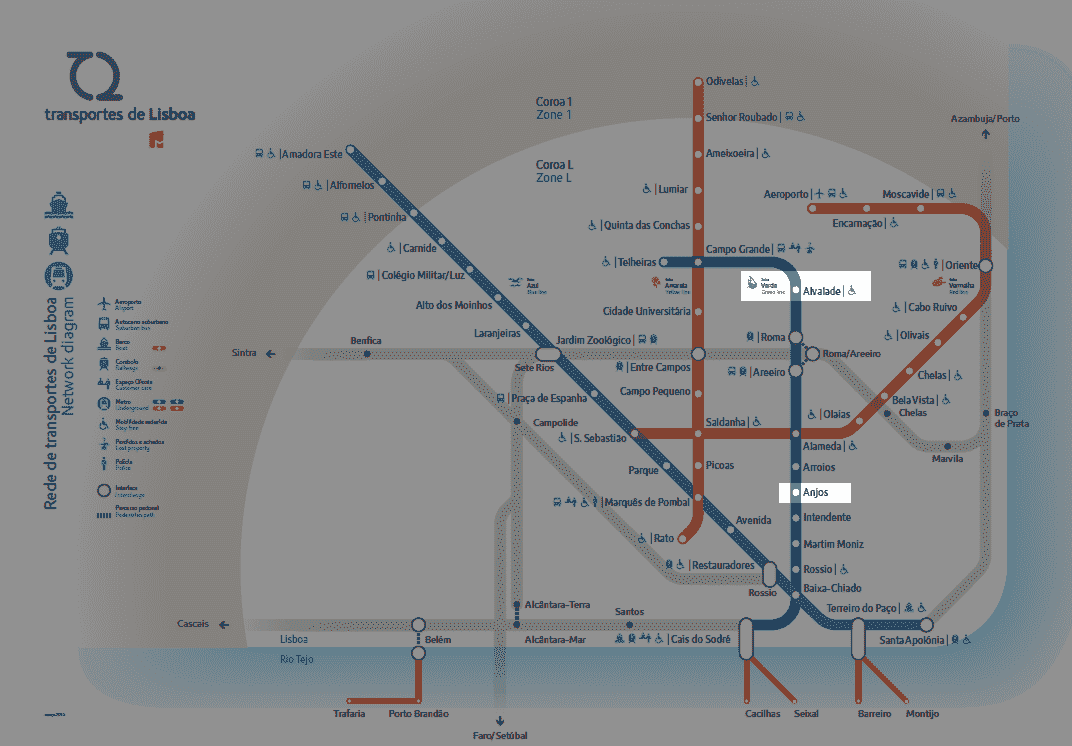 transportes de Lisboa
Rede de transportes de Lisboa
Network diagram
Aeroporto
Airport
Autocarro suburbano
Suburban bus
Barco
Boat
Comboio
Railways
Espaço
Customer care
Metro
Underground
Mobilidade reduzida
Step free
Perdidos e achados
Lost property
Polícia
Police
Interface
Interchange
Percurso pedonal
Coroa 1
Zone 1
Coroa L
Zone L
Azambuja/Porto
Odivelas
Senhor Roubado
Ameixoeira
Lumiar
Quinta das Conchas
Campo Grande
Telheiras
Cidade Universitária
Entre Campos
Campo Pequeno
Saldanha
Picoas
Marquês de Pombal
Rato
Linha
Amarela
Yellow line
Amadora Este
Alfornelos
Pontinha
Carnide
Colégio Militar/Luz
Alto dos Moinhos
Laranjeiras
Jardim Zoológico
Sete Rios
Praça de Espanha
S. Sebastião
Parque
Avenida
Restauradores
Rossio
Baixa-Chiado
Terreiro do Paço
Santa Apolónia
Linha
Azul
Blue line
Linha
Verde
Green line
Alvalade
Roma
Roma/Areeiro
Areeiro
Alameda
Arroios
Anjos
Intendente
Martim Moniz
Rossio
Cais do Sodré
Aeroporto
Moscavide
Encarnação
Oriente
Linha
Vermelha
Red line
Cabo Ruivo
Olivais
Chelas
Bela Vista
Chelas
Olaias
Braço
de Prata
Marvila
Sintra
Benfica
Campolide
Alcântara-Terra
Alcântara-Mar
Santos
Cascais
Belém
Lisboa
Rio Tejo
Trafaria
Porto Brandão
Faro/Setúbal
Cacilhas
Seixal
Barreiro
Montijo